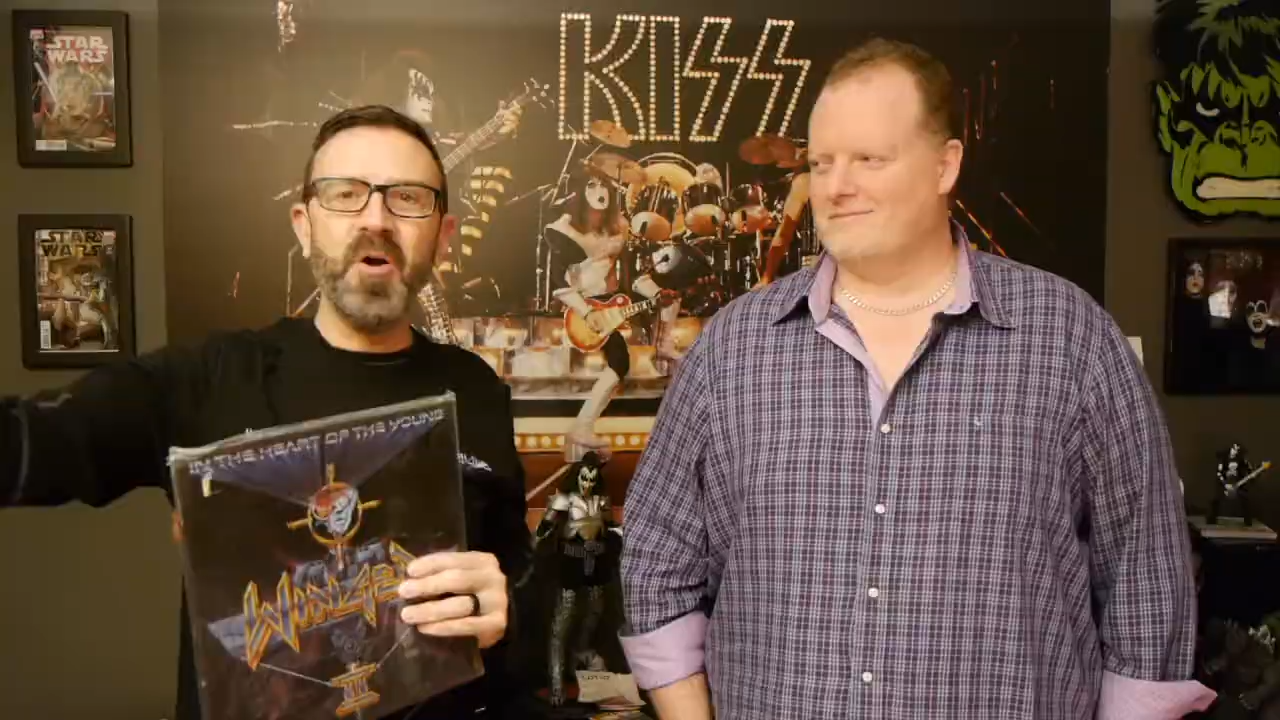 STAR
WARS
KISS
STAR
WARS
IN THE HEART OF THE YOUNG
WINGER
II